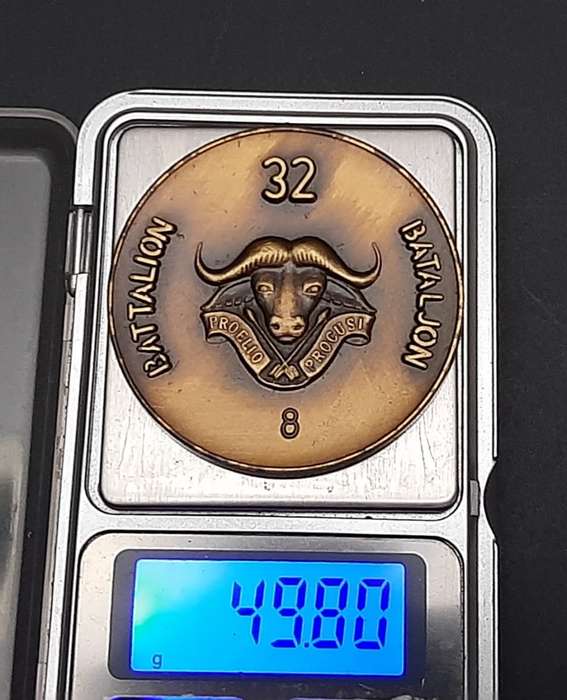 32
BATTALION
BATALJON
PROELIO
PROCUSI
8
49.80
g